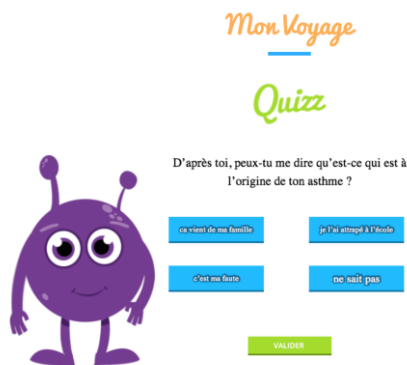 Mon Voyage
Quizz
D'après toi, peux-tu me dire qu'est-ce qui est à
l'origine de ton asthme ?
ca vient de ma famille
je l'ai attrapé à l'école
c'est ma faute
ne sait pas
VALIDER